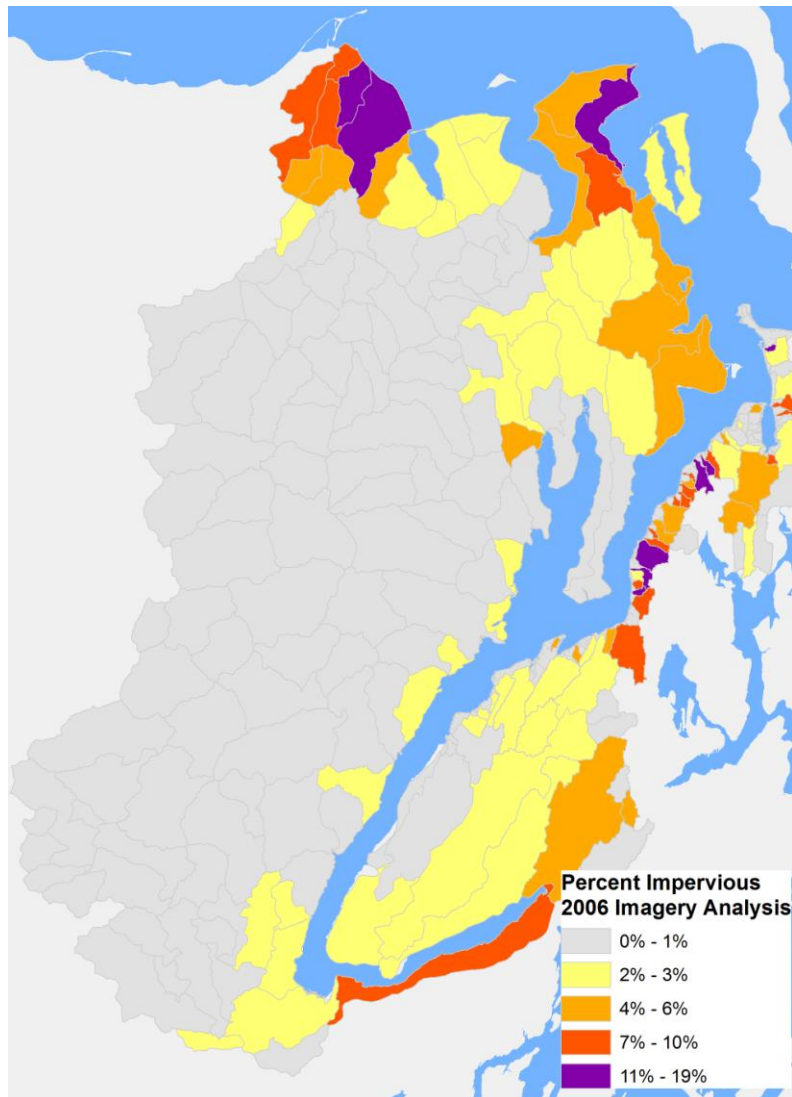 Percent Impervious
2006 Imagery Analysis
0% - 1%
2% - 3%
4% - 6%
7% - 10%
11% - 19%